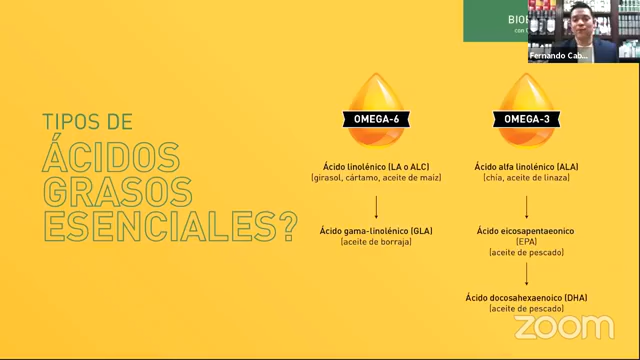 TIPOS DE
ÁCIDOS
GRASOS
ESENCIALES?
OMEGA-6
Ácido linolénico (LA o ALC)
(girasol, cártamo, aceite de maíz)
Ácido gama-linolénico (GLA)
(aceite de borraja)
OMEGA-3
Ácido alfa linolénico (ALA)
(chía, aceite de linaza)
Ácido eicosapentaeonico
(EPA)
(aceite de pescado)
Ácido docosahexaenoico (DHA)
(aceite de pescado)
Fernando Cab...
zoom